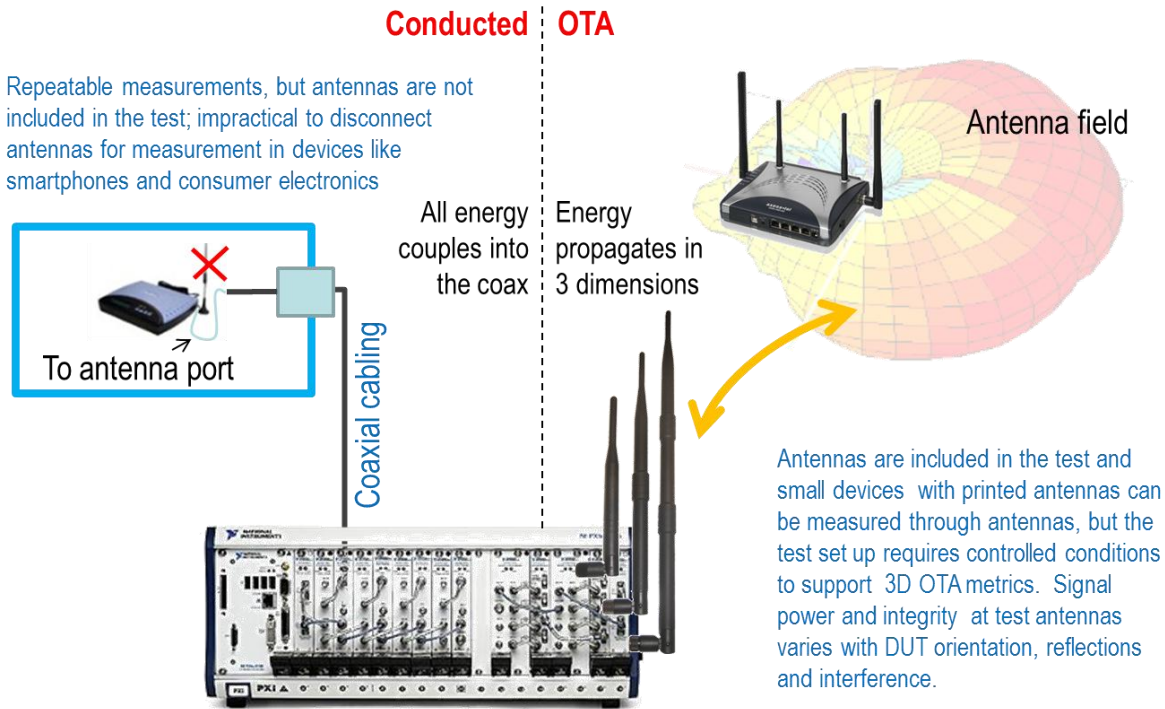 Conducted
OTA
Repeatable measurements, but antennas are not
included in the test; impractical to disconnect
antennas for measurement in devices like
smartphones and consumer electronics
Antenna field
All energy
couples into
the coax
Energy
propagates in
3 dimensions
To antenna port
Coaxial cabling
Antennas are included in the test and
small devices with printed antennas can
be measured through antennas, but the
test set up requires controlled conditions
to support 3D OTA metrics. Signal
power and integrity at test antennas
varies with DUT orientation, reflections
and interference.
NATIONAL
INSTRUMENTS
PXI
PXI